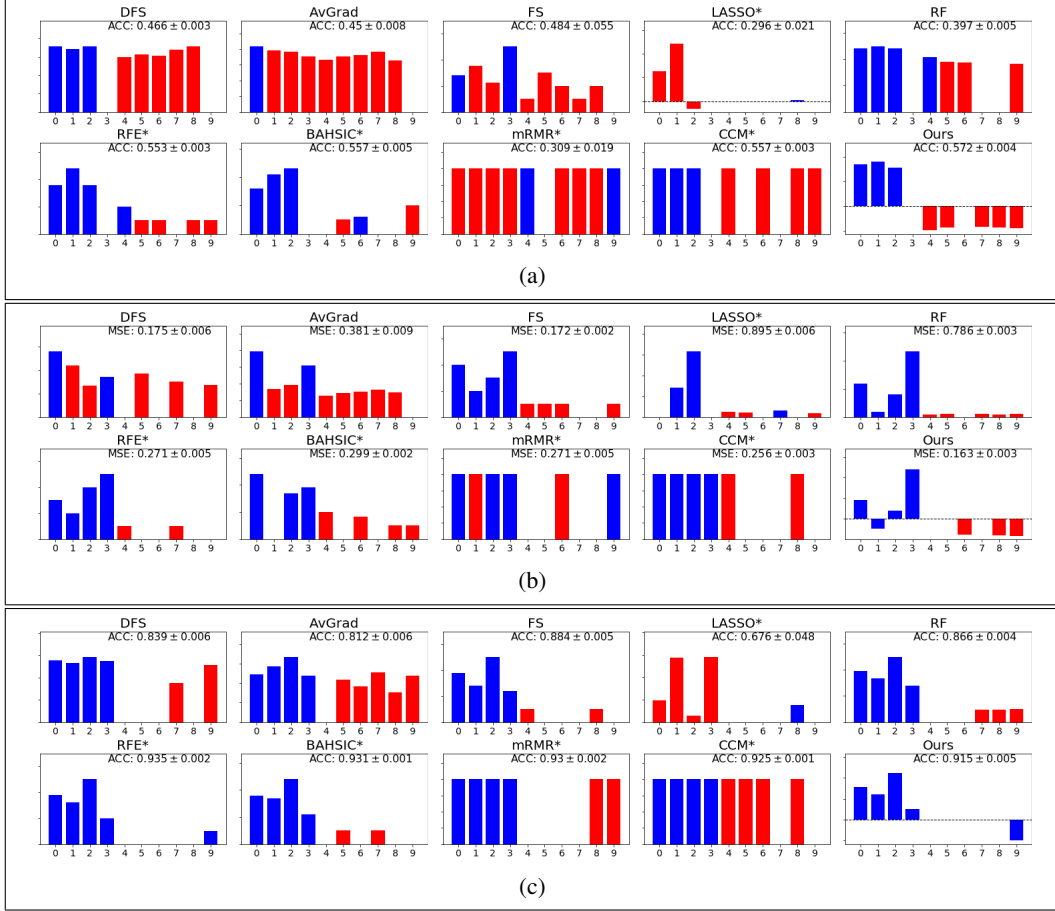 DFS AvGrad FS LASSO* RF
ACC: 0.466 ± 0.003 ACC: 0.45 ± 0.008 ACC: 0.484 ± 0.055 ACC: 0.296 ± 0.021 ACC: 0.397 ± 0.005
0 1 2 3 4 5 6 7 8 9 0 1 2 3 4 5 6 7 8 9 0 1 2 3 4 5 6 7 8 9 0 1 2 3 4 5 6 7 8 9 0 1 2 3 4 5 6 7 8 9
RFE* BAHSIC* mRMR* CCM* Ours
ACC: 0.553 ± 0.003 ACC: 0.557 ± 0.005 ACC: 0.309 ± 0.019 ACC: 0.557 ± 0.003 ACC: 0.572 ± 0.004
0 1 2 3 4 5 6 7 8 9 0 1 2 3 4 5 6 7 8 9 0 1 2 3 4 5 6 7 8 9 0 1 2 3 4 5 6 7 8 9 0 1 2 3 4 5 6 7 8 9
(a)
DFS AvGrad FS LASSO* RF
MSE: 0.175 ± 0.006 MSE: 0.381 ± 0.009 MSE: 0.172 ± 0.002 MSE: 0.895 ± 0.006 MSE: 0.786 ± 0.003
0 1 2 3 4 5 6 7 8 9 0 1 2 3 4 5 6 7 8 9 0 1 2 3 4 5 6 7 8 9 0 1 2 3 4 5 6 7 8 9 0 1 2 3 4 5 6 7 8 9
RFE* BAHSIC* mRMR* CCM* Ours
MSE: 0.271 ± 0.005 MSE: 0.299 ± 0.002 MSE: 0.271 ± 0.005 MSE: 0.256 ± 0.003 MSE: 0.163 ± 0.003
0 1 2 3 4 5 6 7 8 9 0 1 2 3 4 5 6 7 8 9 0 1 2 3 4 5 6 7 8 9 0 1 2 3 4 5 6 7 8 9 0 1 2 3 4 5 6 7 8 9
(b)
DFS AvGrad FS LASSO* RF
ACC: 0.839 ± 0.006 ACC: 0.812 ± 0.006 ACC: 0.884 ± 0.005 ACC: 0.676 ± 0.048 ACC: 0.866 ± 0.004
0 1 2 3 4 5 6 7 8 9 0 1 2 3 4 5 6 7 8 9 0 1 2 3 4 5 6 7 8 9 0 1 2 3 4 5 6 7 8 9 0 1 2 3 4 5 6 7 8 9
RFE* BAHSIC* mRMR* CCM* Ours
ACC: 0.935 ± 0.002 ACC: 0.931 ± 0.001 ACC: 0.93 ± 0.002 ACC: 0.925 ± 0.001 ACC: 0.915 ± 0.005
0 1 2 3 4 5 6 7 8 9 0 1 2 3 4 5 6 7 8 9 0 1 2 3 4 5 6 7 8 9 0 1 2 3 4 5 6 7 8 9 0 1 2 3 4 5 6 7 8 9
(c)